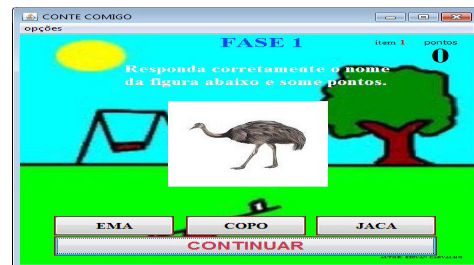 CONTE COMIGO
opções
FASE 1
item 1 pontos
0
Responda corretamente o nome
da figura abaixo e some pontos.
EMA COPO JACA
CONTINUAR